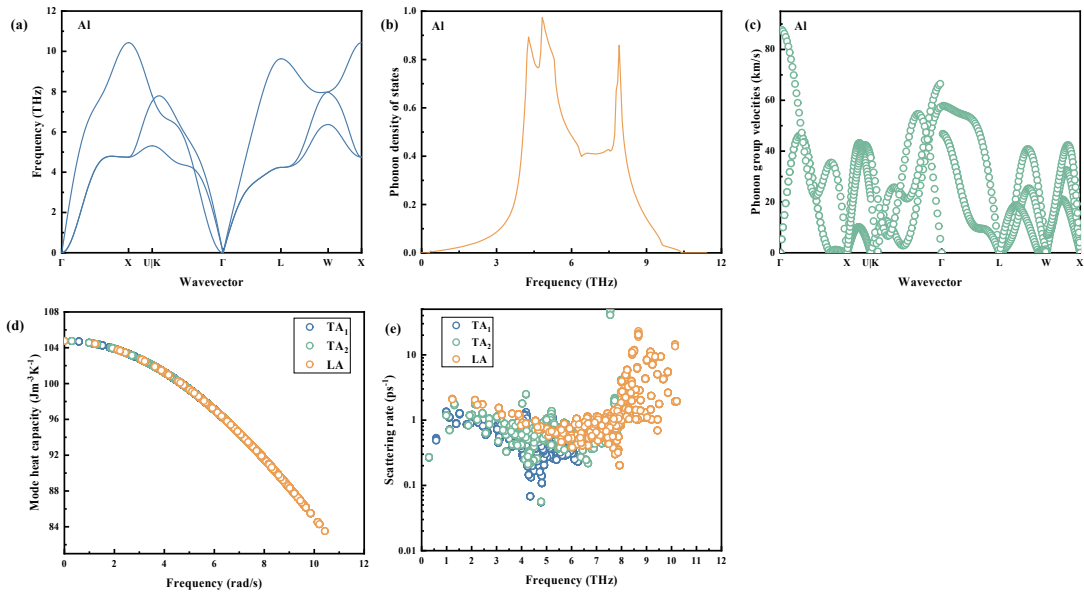 (a)
Al
Frequency (THz)
12
10
8
6
4
2
0
Γ X U|K Γ L W X
Wavevector
(b)
Al
Phonon density of states
1.0
0.8
0.6
0.4
0.2
0.0
0 3 6 9 12
Frequency (THz)
(c)
Al
Phonon group velocities (km/s)
80
60
40
20
0
Γ X U|K Γ L W X
Wavevector
(d)
Mode heat capacity (Jm⁻³K⁻¹)
108
106
104
102
100
96
92
90
88
86
84
0 2 4 6 8 10 12
Frequency (rad/s)
TA₁
TA₂
LA
(e)
Scattering rate (ps⁻¹)
10
1
0.1
0.01
0 1 2 3 4 5 6 7 8 9 10 11 12
Frequency (THz)
TA₁
TA₂
LA